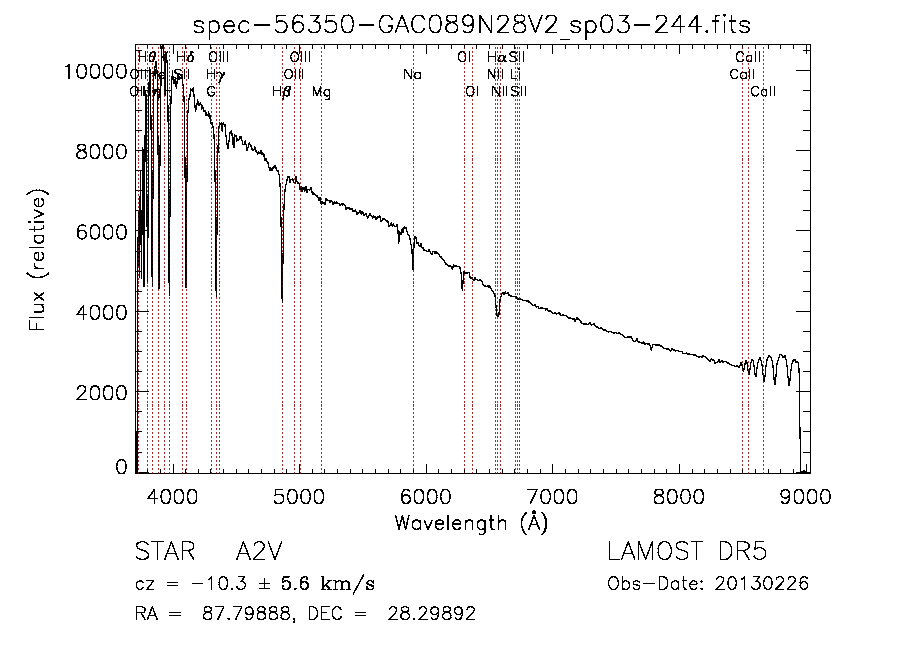 spec-56350-GAC089N28V2_sp03-244.fits
Hδ OIII OIII OI Hα SII CaII
Hγ OIII Na NII Li CaII
SII G Hβ Mg OI NII SII CaII
10000
8000
6000
4000
2000
0
Flux (relative)
4000 5000 6000 7000 8000 9000
Wavelength (Å)
STAR A2V LAMOST DR5
cz = −10.3 ± 5.6 km/s Obs-Date: 20130226
RA = 87.79888, DEC = 28.29892